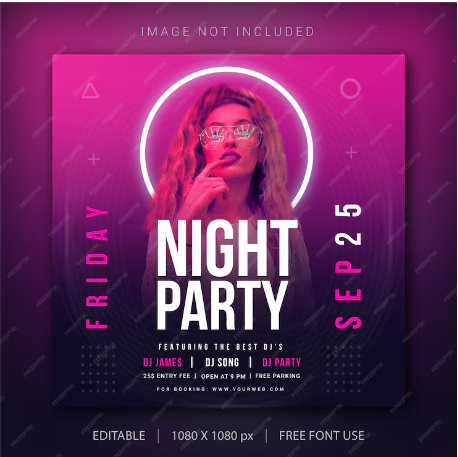 IMAGE NOT INCLUDED
FRIDAY
SEP 25
NIGHT
PARTY
FEATURING THE BEST DJ'S
DJ JAMES | DJ SONG | DJ PARTY
25$ ENTRY FEE | OPEN AT 9 PM | FREE PARKING
FOR BOOKING: WWW.YOURWEB.COM
EDITABLE | 1080 X 1080 px | FREE FONT USE